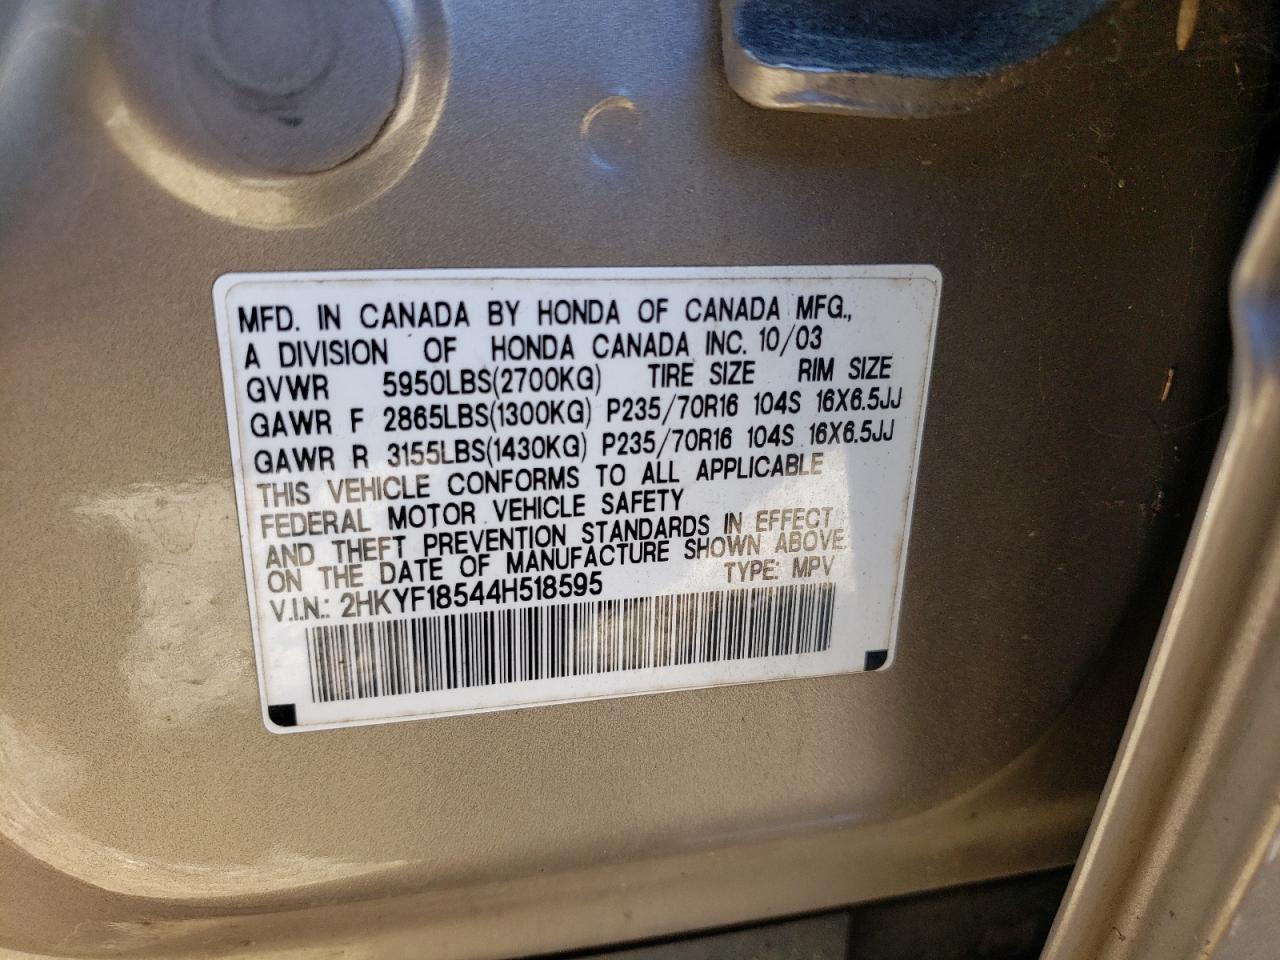 MFD. IN CANADA BY HONDA OF CANADA MFG.,
A DIVISION OF HONDA CANADA INC. 10/03
GVWR 5950LBS(2700KG) TIRE SIZE RIM SIZE
GAWR F 2865LBS(1300KG) P235/70R16 104S 16X6.5JJ
GAWR R 3155LBS(1430KG) P235/70R16 104S 16X6.5JJ
THIS VEHICLE CONFORMS TO ALL APPLICABLE
FEDERAL MOTOR VEHICLE SAFETY
AND THEFT PREVENTION STANDARDS IN EFFECT
ON THE DATE OF MANUFACTURE SHOWN ABOVE.
V.I.N.: 2HKYF18544H518595 TYPE: MPV